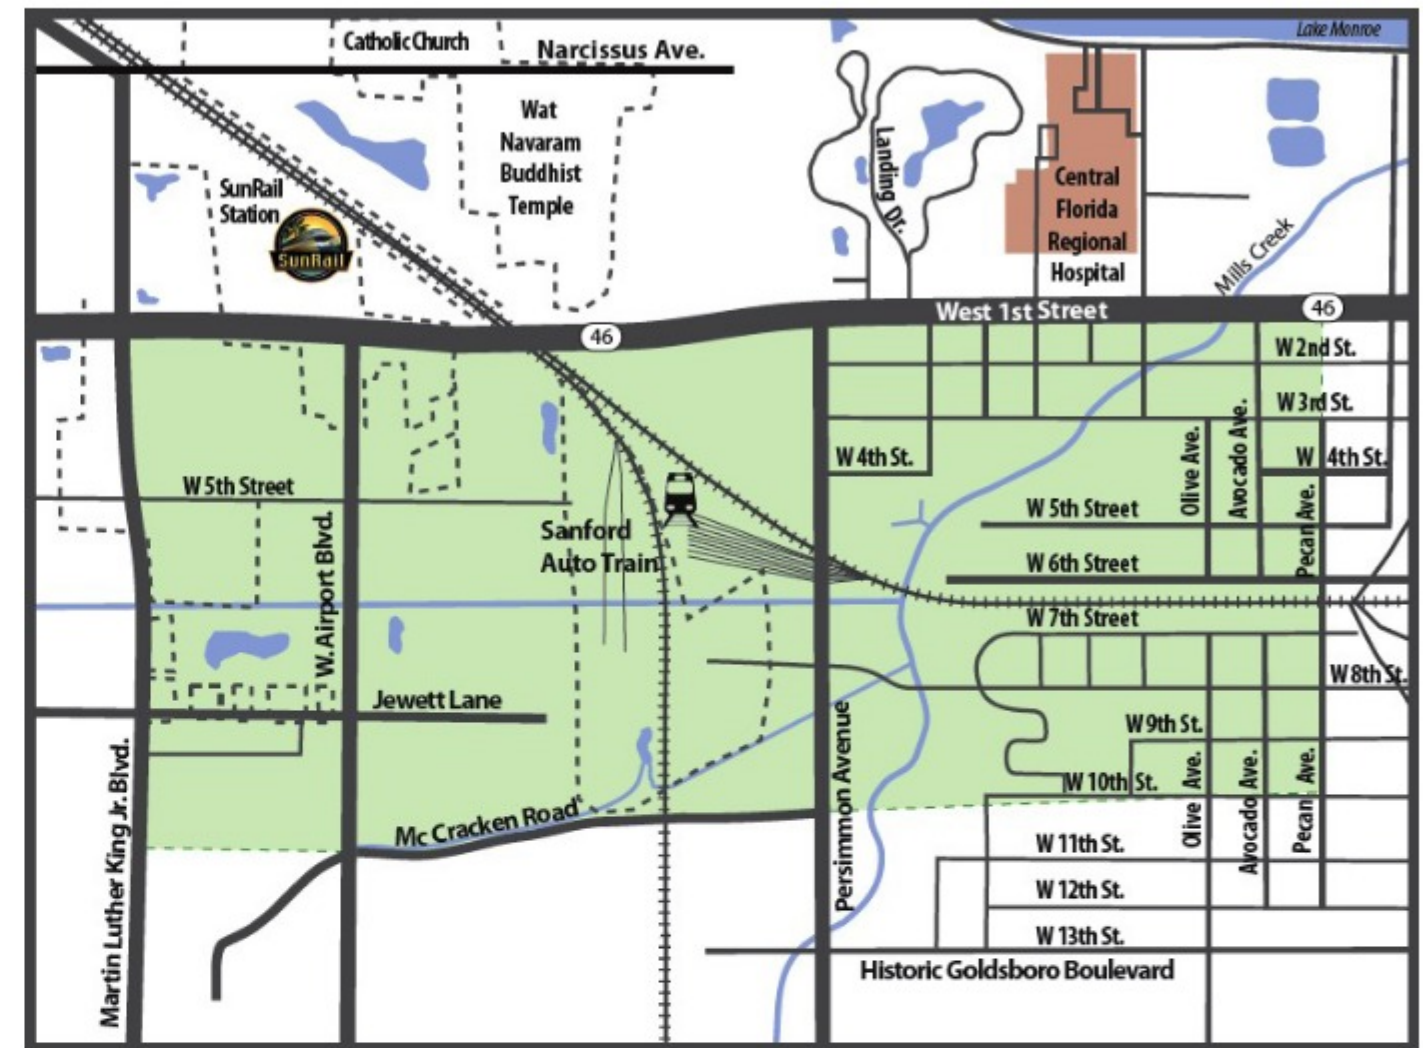 Lake Monroe
Catholic Church
Narcissus Ave.
Wat
Navaram
Buddhist
Temple
SunRail
Station
SunRail
Landing Dr.
Central
Florida
Regional
Hospital
Mills Creek
West 1st Street
46
46
W 2nd St.
W 3rd St.
W 4th St.
W 4th St.
Olive Ave.
Avocado Ave.
Pecan Ave.
W 5th Street
W 5th Street
Sanford
Auto Train
W. Airport Blvd.
W 6th Street
W 7th Street
W 8th St.
Jewett Lane
W 9th St.
W 10th St.
Olive Ave.
Avocado Ave.
Pecan Ave.
Mc Cracken Road
Martin Luther King Jr. Blvd.
Persimmon Avenue
W 11th St.
W 12th St.
W 13th St.
Historic Goldsboro Boulevard